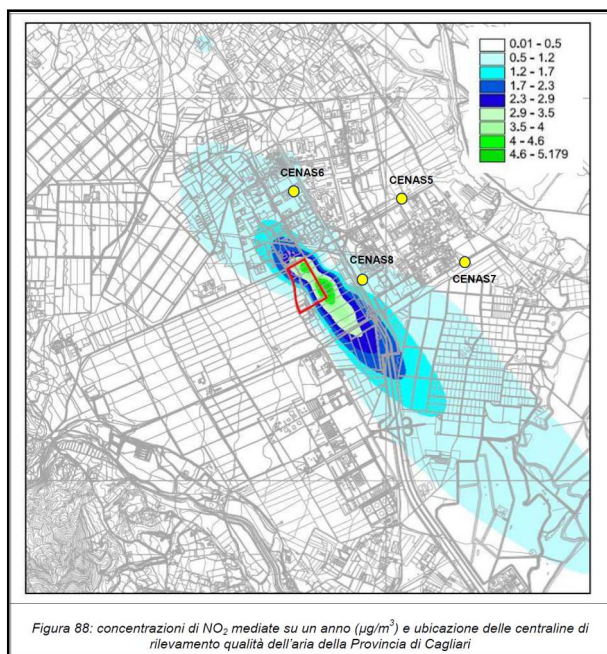 0.01 - 0.5
0.5 - 1.2
1.2 - 1.7
1.7 - 2.3
2.3 - 2.9
2.9 - 3.5
3.5 - 4
4 - 4.6
4.6 - 5.179
CENAS6
CENAS5
CENAS8
CENAS7
Figura 88: concentrazioni di NO₂ mediate su un anno (μg/m³) e ubicazione delle centraline di
rilevamento qualità dell'aria della Provincia di Cagliari